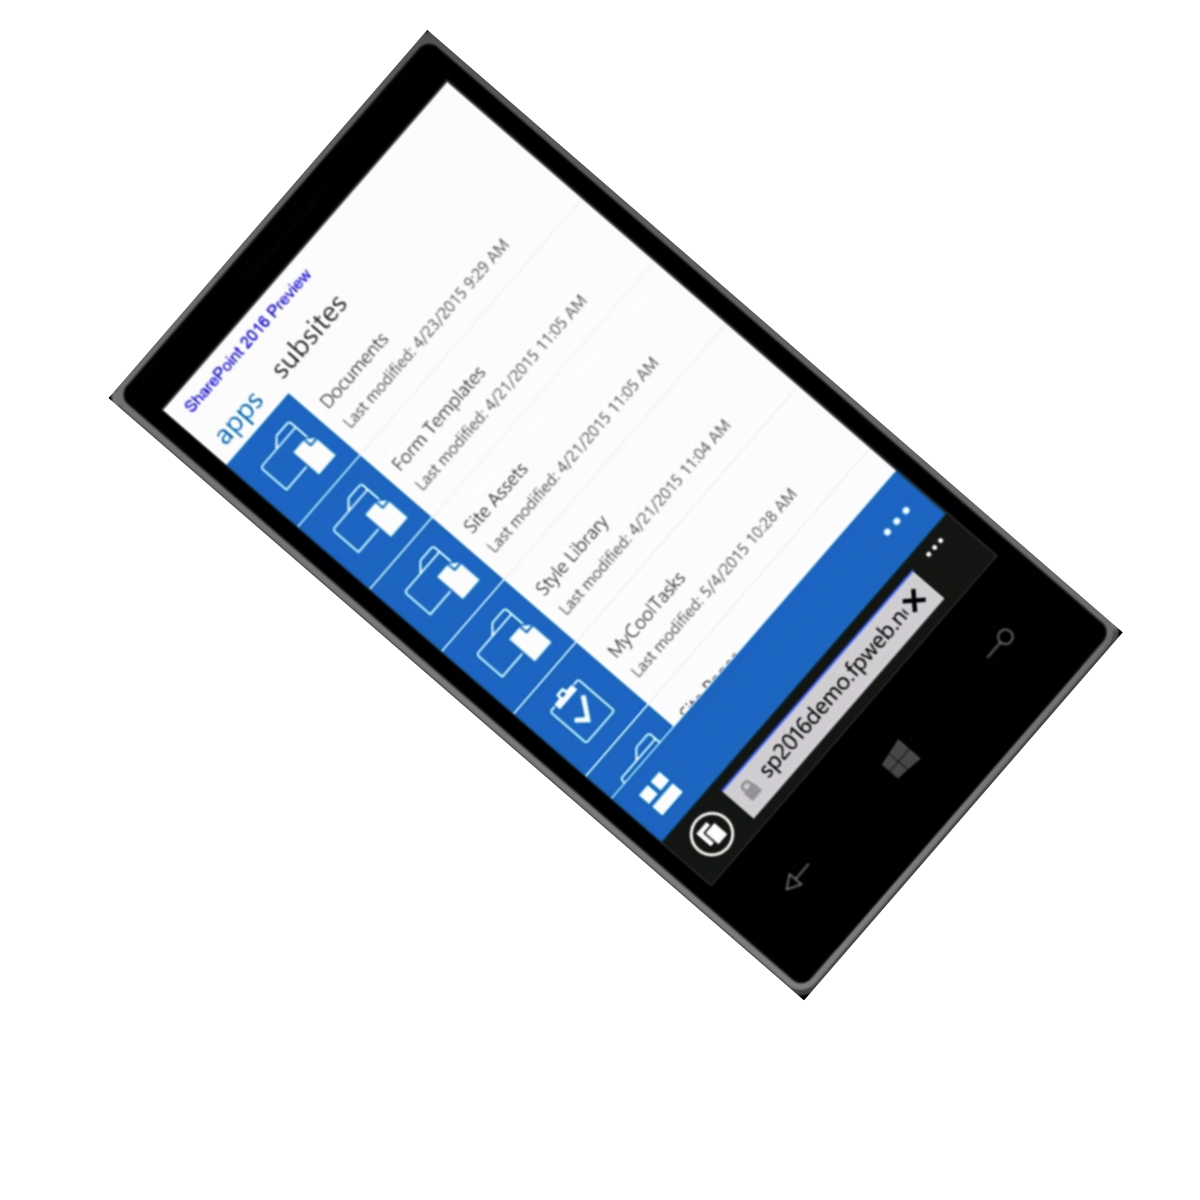 SharePoint 2016 Preview
apps subsites
Documents
Last modified: 4/23/2015 9:29 AM
Form Templates
Last modified: 4/21/2015 11:05 AM
Site Assets
Last modified: 4/21/2015 11:05 AM
Style Library
Last modified: 4/21/2015 11:04 AM
MyCoolTasks
Last modified: 5/4/2015 10:28 AM
sp2016demo.fpweb.n